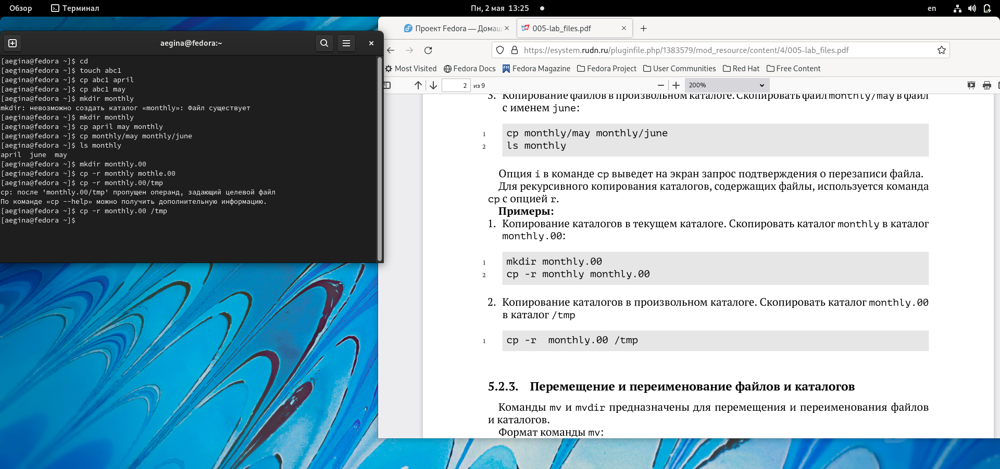 Обзор Терминал Пн, 2 мая 13:25 en
aegina@fedora:~
[aegina@fedora ~]$ cd
[aegina@fedora ~]$ touch abc1
[aegina@fedora ~]$ cp abc1 april
[aegina@fedora ~]$ cp abc1 may
[aegina@fedora ~]$ mkdir monthly
mkdir: невозможно создать каталог «monthly»: Файл существует
[aegina@fedora ~]$ mkdir monthly
[aegina@fedora ~]$ cp april may monthly
[aegina@fedora ~]$ cp monthly/may monthly/june
[aegina@fedora ~]$ ls monthly
april  june  may
[aegina@fedora ~]$ mkdir monthly.00
[aegina@fedora ~]$ cp -r monthly mothle.00
[aegina@fedora ~]$ cp -r monthly.00/tmp
cp: после 'monthly.00/tmp' пропущен операнд, задающий целевой файл
По команде «cp --help» можно получить дополнительную информацию.
[aegina@fedora ~]$ cp -r monthly.00 /tmp
[aegina@fedora ~]$
Проект Fedora — Домаш 005-lab_files.pdf
https://esystem.rudn.ru/pluginfile.php/1383579/mod_resource/content/4/005-lab_files.pdf
Most Visited Fedora Docs Fedora Magazine Fedora Project User Communities Red Hat Free Content
2 из 9 200%
3. Копирование файлов в произвольном каталоге. Скопировать файл monthly/may в файл
с именем june:
1 cp monthly/may monthly/june
2 ls monthly
Опция i в команде cp выведет на экран запрос подтверждения о перезаписи файла.
Для рекурсивного копирования каталогов, содержащих файлы, используется команда
cp с опцией r.
Примеры:
1. Копирование каталогов в текущем каталоге. Скопировать каталог monthly в каталог
monthly.00:
1 mkdir monthly.00
2 cp -r monthly monthly.00
2. Копирование каталогов в произвольном каталоге. Скопировать каталог monthly.00
в каталог /tmp
1 cp -r  monthly.00 /tmp
5.2.3. Перемещение и переименование файлов и каталогов
Команды mv и mvdir предназначены для перемещения и переименования файлов
и каталогов.
Формат команды mv: